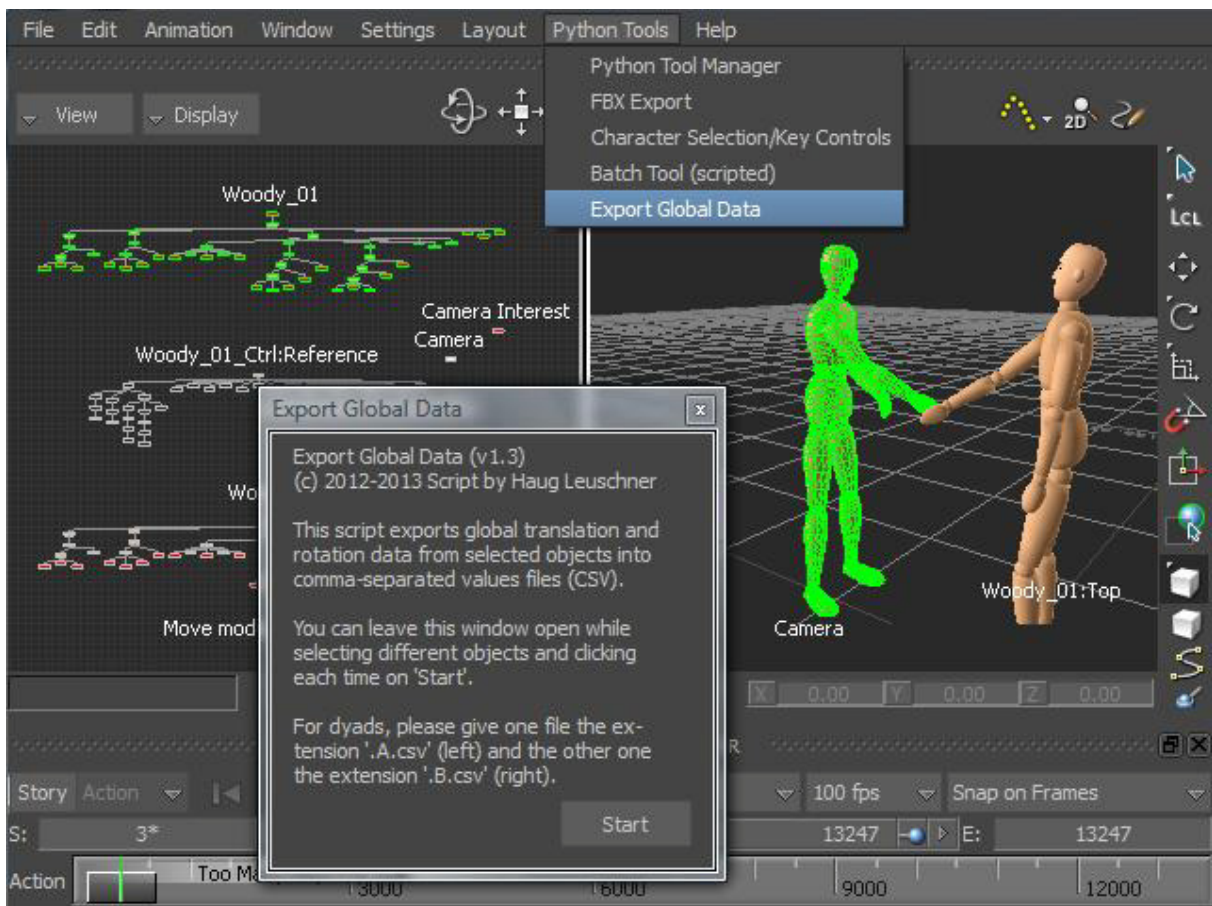 File Edit Animation Window Settings Layout Python Tools Help
Python Tool Manager
FBX Export
Character Selection/Key Controls
Batch Tool (scripted)
Export Global Data
View Display
2D
Woody_01
LCL
Camera Interest
Camera
Woody_01_Ctrl:Reference
Wo
Move mod
Export Global Data x
Export Global Data (v1.3)
(c) 2012-2013 Script by Haug Leuschner
This script exports global translation and
rotation data from selected objects into
comma-separated values files (CSV).
You can leave this window open while
selecting different objects and clicking
each time on 'Start'.
For dyads, please give one file the ex-
tension '.A.csv' (left) and the other one
the extension '.B.csv' (right).
Start
Woody_01:Top
Camera
X 0.00 Y 0.00 Z 0.00
R
Story Action 100 fps Snap on Frames
S: 3* 13247 E: 13247
Action Too Ma
3000 6000 9000 12000